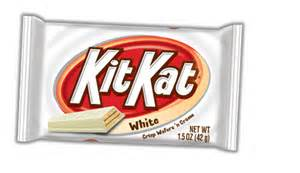 KitKat
White
Crisp Wafers 'n Creme
NET WT
1.5 OZ (42 g)